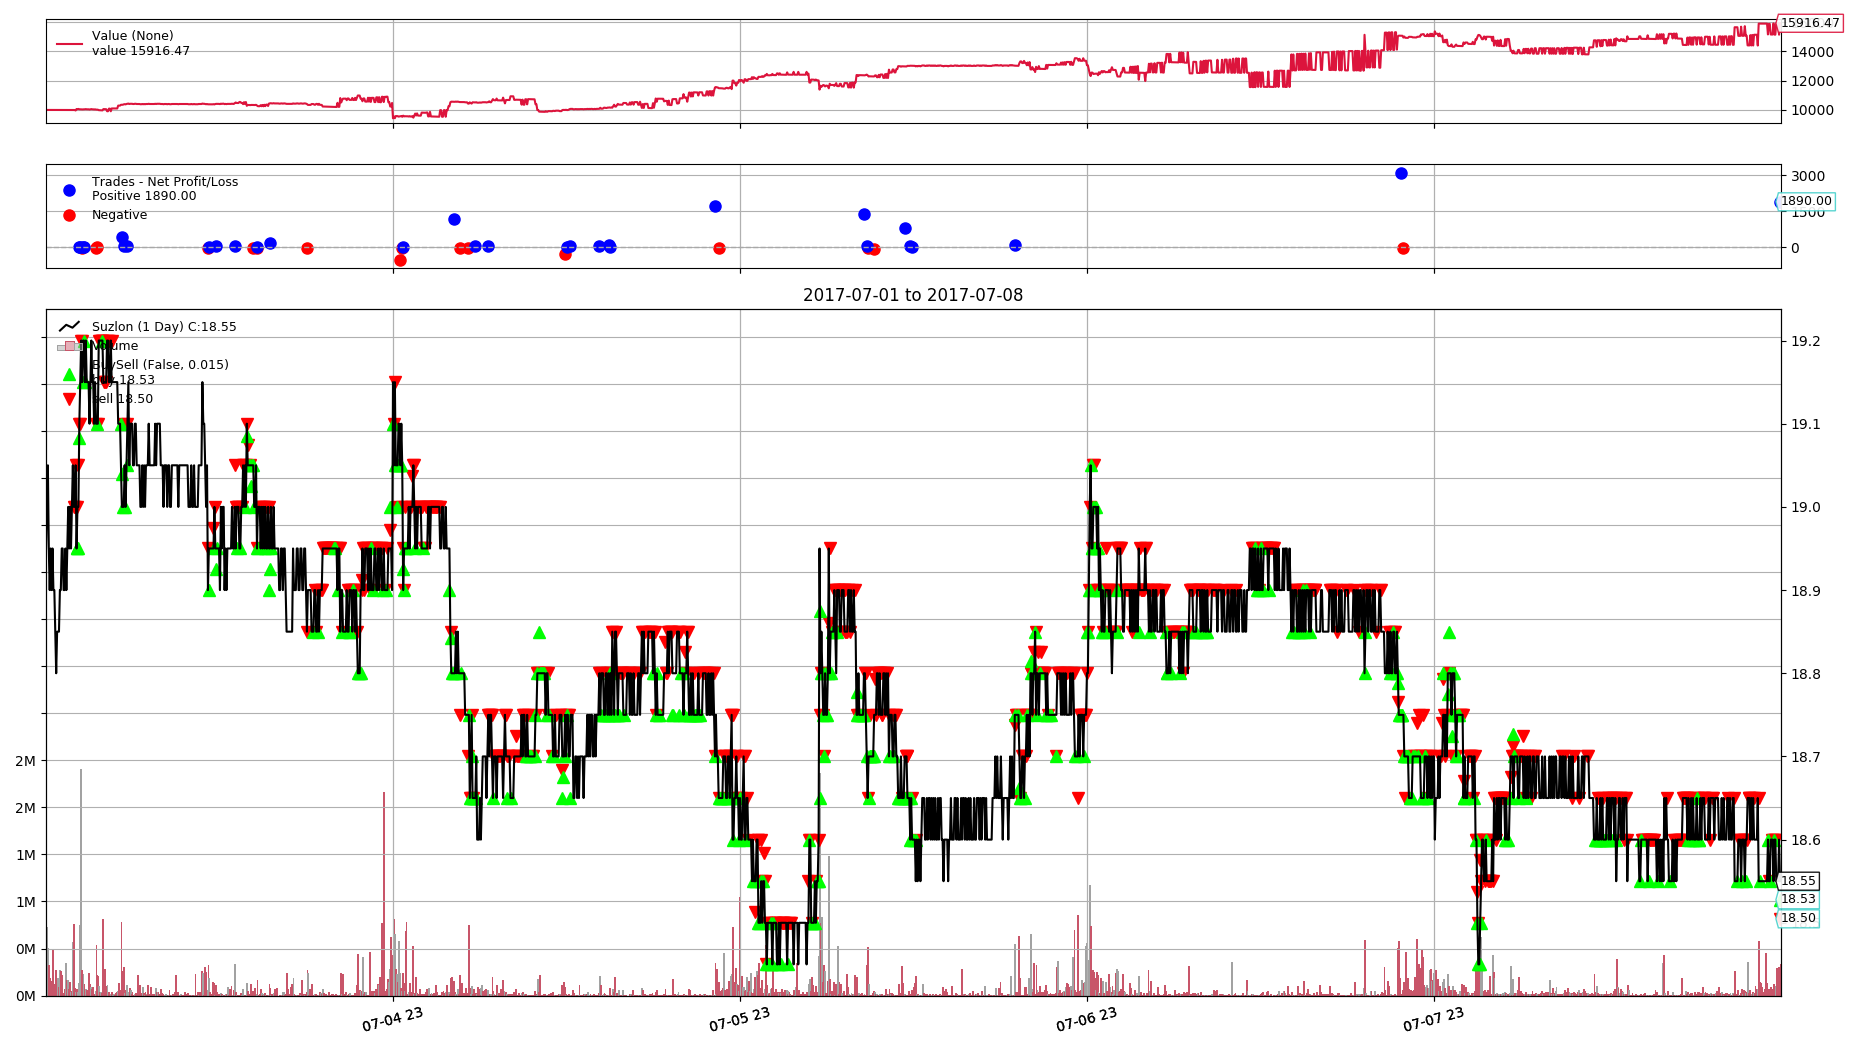 Value (None)
value 15916.47
15916.47
14000
12000
10000
Trades - Net Profit/Loss
Positive 1890.00
Negative
3000
1890.00
1500
0
2017-07-01 to 2017-07-08
Suzlon (1 Day) C:18.55
Volume
BuySell (False, 0.015)
buy 18.53
sell 18.50
19.2
19.1
19.0
18.9
18.8
18.7
18.6
18.55
18.53
18.50
2M
2M
1M
1M
0M
0M
07-04 23
07-05 23
07-06 23
07-07 23